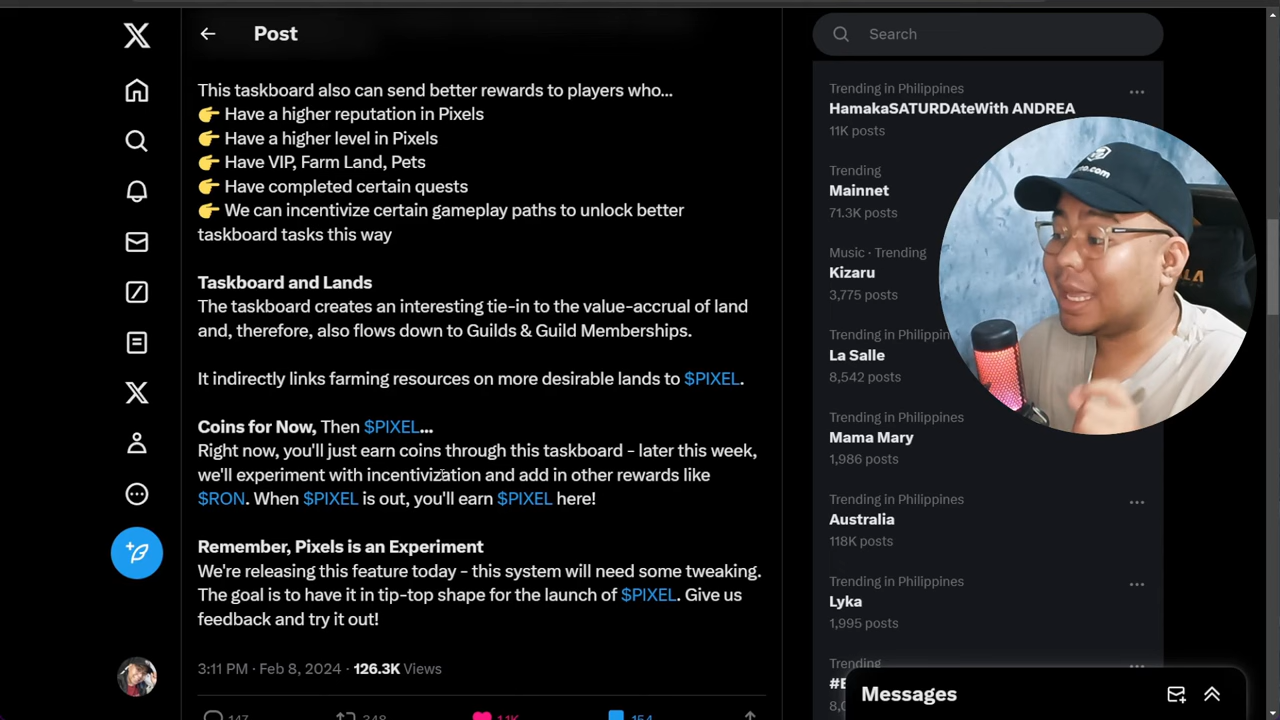 Post
This taskboard also can send better rewards to players who...
👉 Have a higher reputation in Pixels
👉 Have a higher level in Pixels
👉 Have VIP, Farm Land, Pets
👉 Have completed certain quests
👉 We can incentivize certain gameplay paths to unlock better
taskboard tasks this way
Taskboard and Lands
The taskboard creates an interesting tie-in to the value-accrual of land
and, therefore, also flows down to Guilds & Guild Memberships.
It indirectly links farming resources on more desirable lands to $PIXEL.
Coins for Now, Then $PIXEL...
Right now, you'll just earn coins through this taskboard - later this week,
we'll experiment with incentivization and add in other rewards like
$RON. When $PIXEL is out, you'll earn $PIXEL here!
Remember, Pixels is an Experiment
We're releasing this feature today - this system will need some tweaking.
The goal is to have it in tip-top shape for the launch of $PIXEL. Give us
feedback and try it out!
3:11 PM · Feb 8, 2024 · 126.3K Views
147 348 1.1K 154
Search
Trending in Philippines
HamakaSATURDAteWith ANDREA
11K posts
Trending
Mainnet
71.3K posts
Music · Trending
Kizaru
3,775 posts
Trending in
La Salle
8,542 posts
Trending in Philippines
Mama Mary
1,986 posts
Trending in Philippines
Australia
118K posts
Trending in Philippines
Lyka
1,995 posts
Trending
Messages